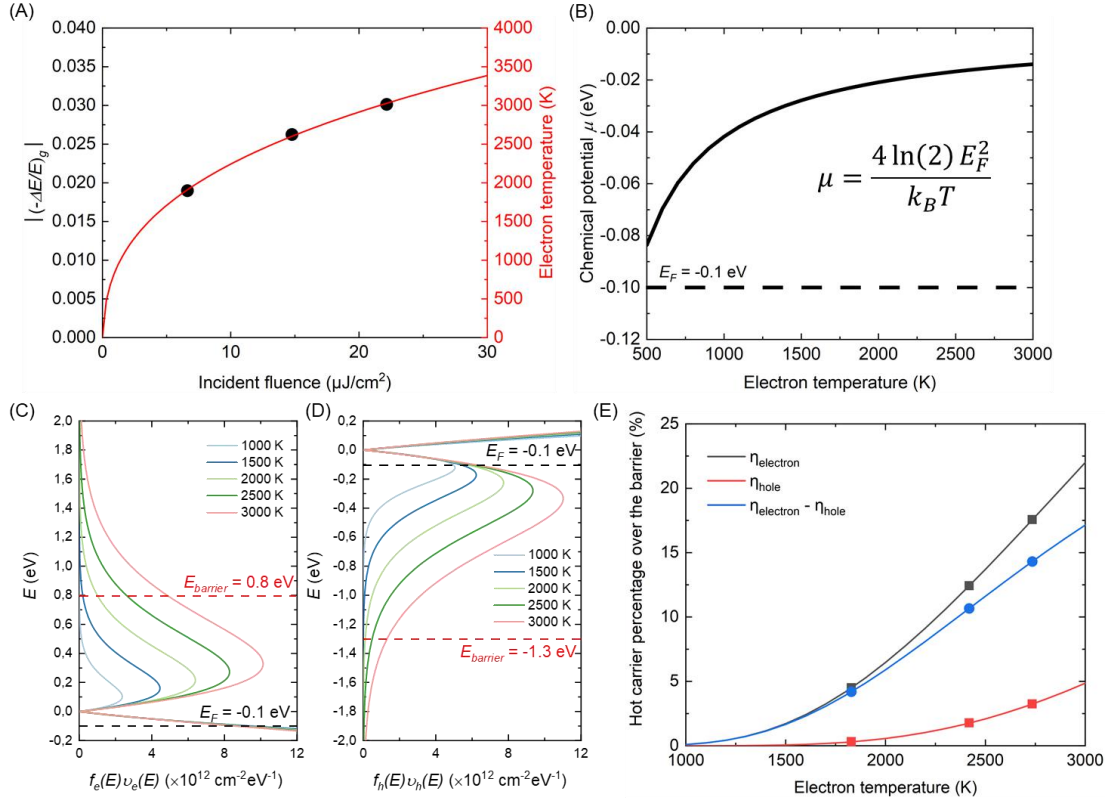 (A)
0.040
0.035
0.030
0.025
0.020
0.015
0.010
0.005
0.000
|(-ΔE/E)g|
4000
3500
3000
2500
2000
1500
1000
500
0
Electron temperature (K)
0 10 20 30
Incident fluence (μJ/cm²)
(B)
-0.02
-0.04
-0.06
-0.08
-0.10
-0.12
Chemical potential μ (eV)
μ = 4 ln(2) E_F² / k_B T
E_F = -0.1 eV
500 1000 1500 2000 2500 3000
Electron temperature (K)
(C)
2.0
1.8
1.6
1.4
1.2
1.0
0.8
0.6
0.4
0.2
0.0
-0.2
E (eV)
1000 K
1500 K
2000 K
2500 K
3000 K
E_barrier = 0.8 eV
E_F = -0.1 eV
0 4 8 12
f_e(E)υ_e(E) (×10¹² cm⁻²eV⁻¹)
(D)
0.2
0.0
-0.2
-0.4
-0.6
-0.8
-1.0
-1.2
-1.4
-1.6
-1.8
-2.0
E (eV)
E_F = -0.1 eV
1000 K
1500 K
2000 K
2500 K
3000 K
E_barrier = -1.3 eV
0 4 8 12
f_h(E)υ_h(E) (×10¹² cm⁻²eV⁻¹)
(E)
25
20
15
10
5
0
Hot carrier percentage over the barrier (%)
η_electron
η_hole
η_electron - η_hole
1000 1500 2000 2500 3000
Electron temperature (K)